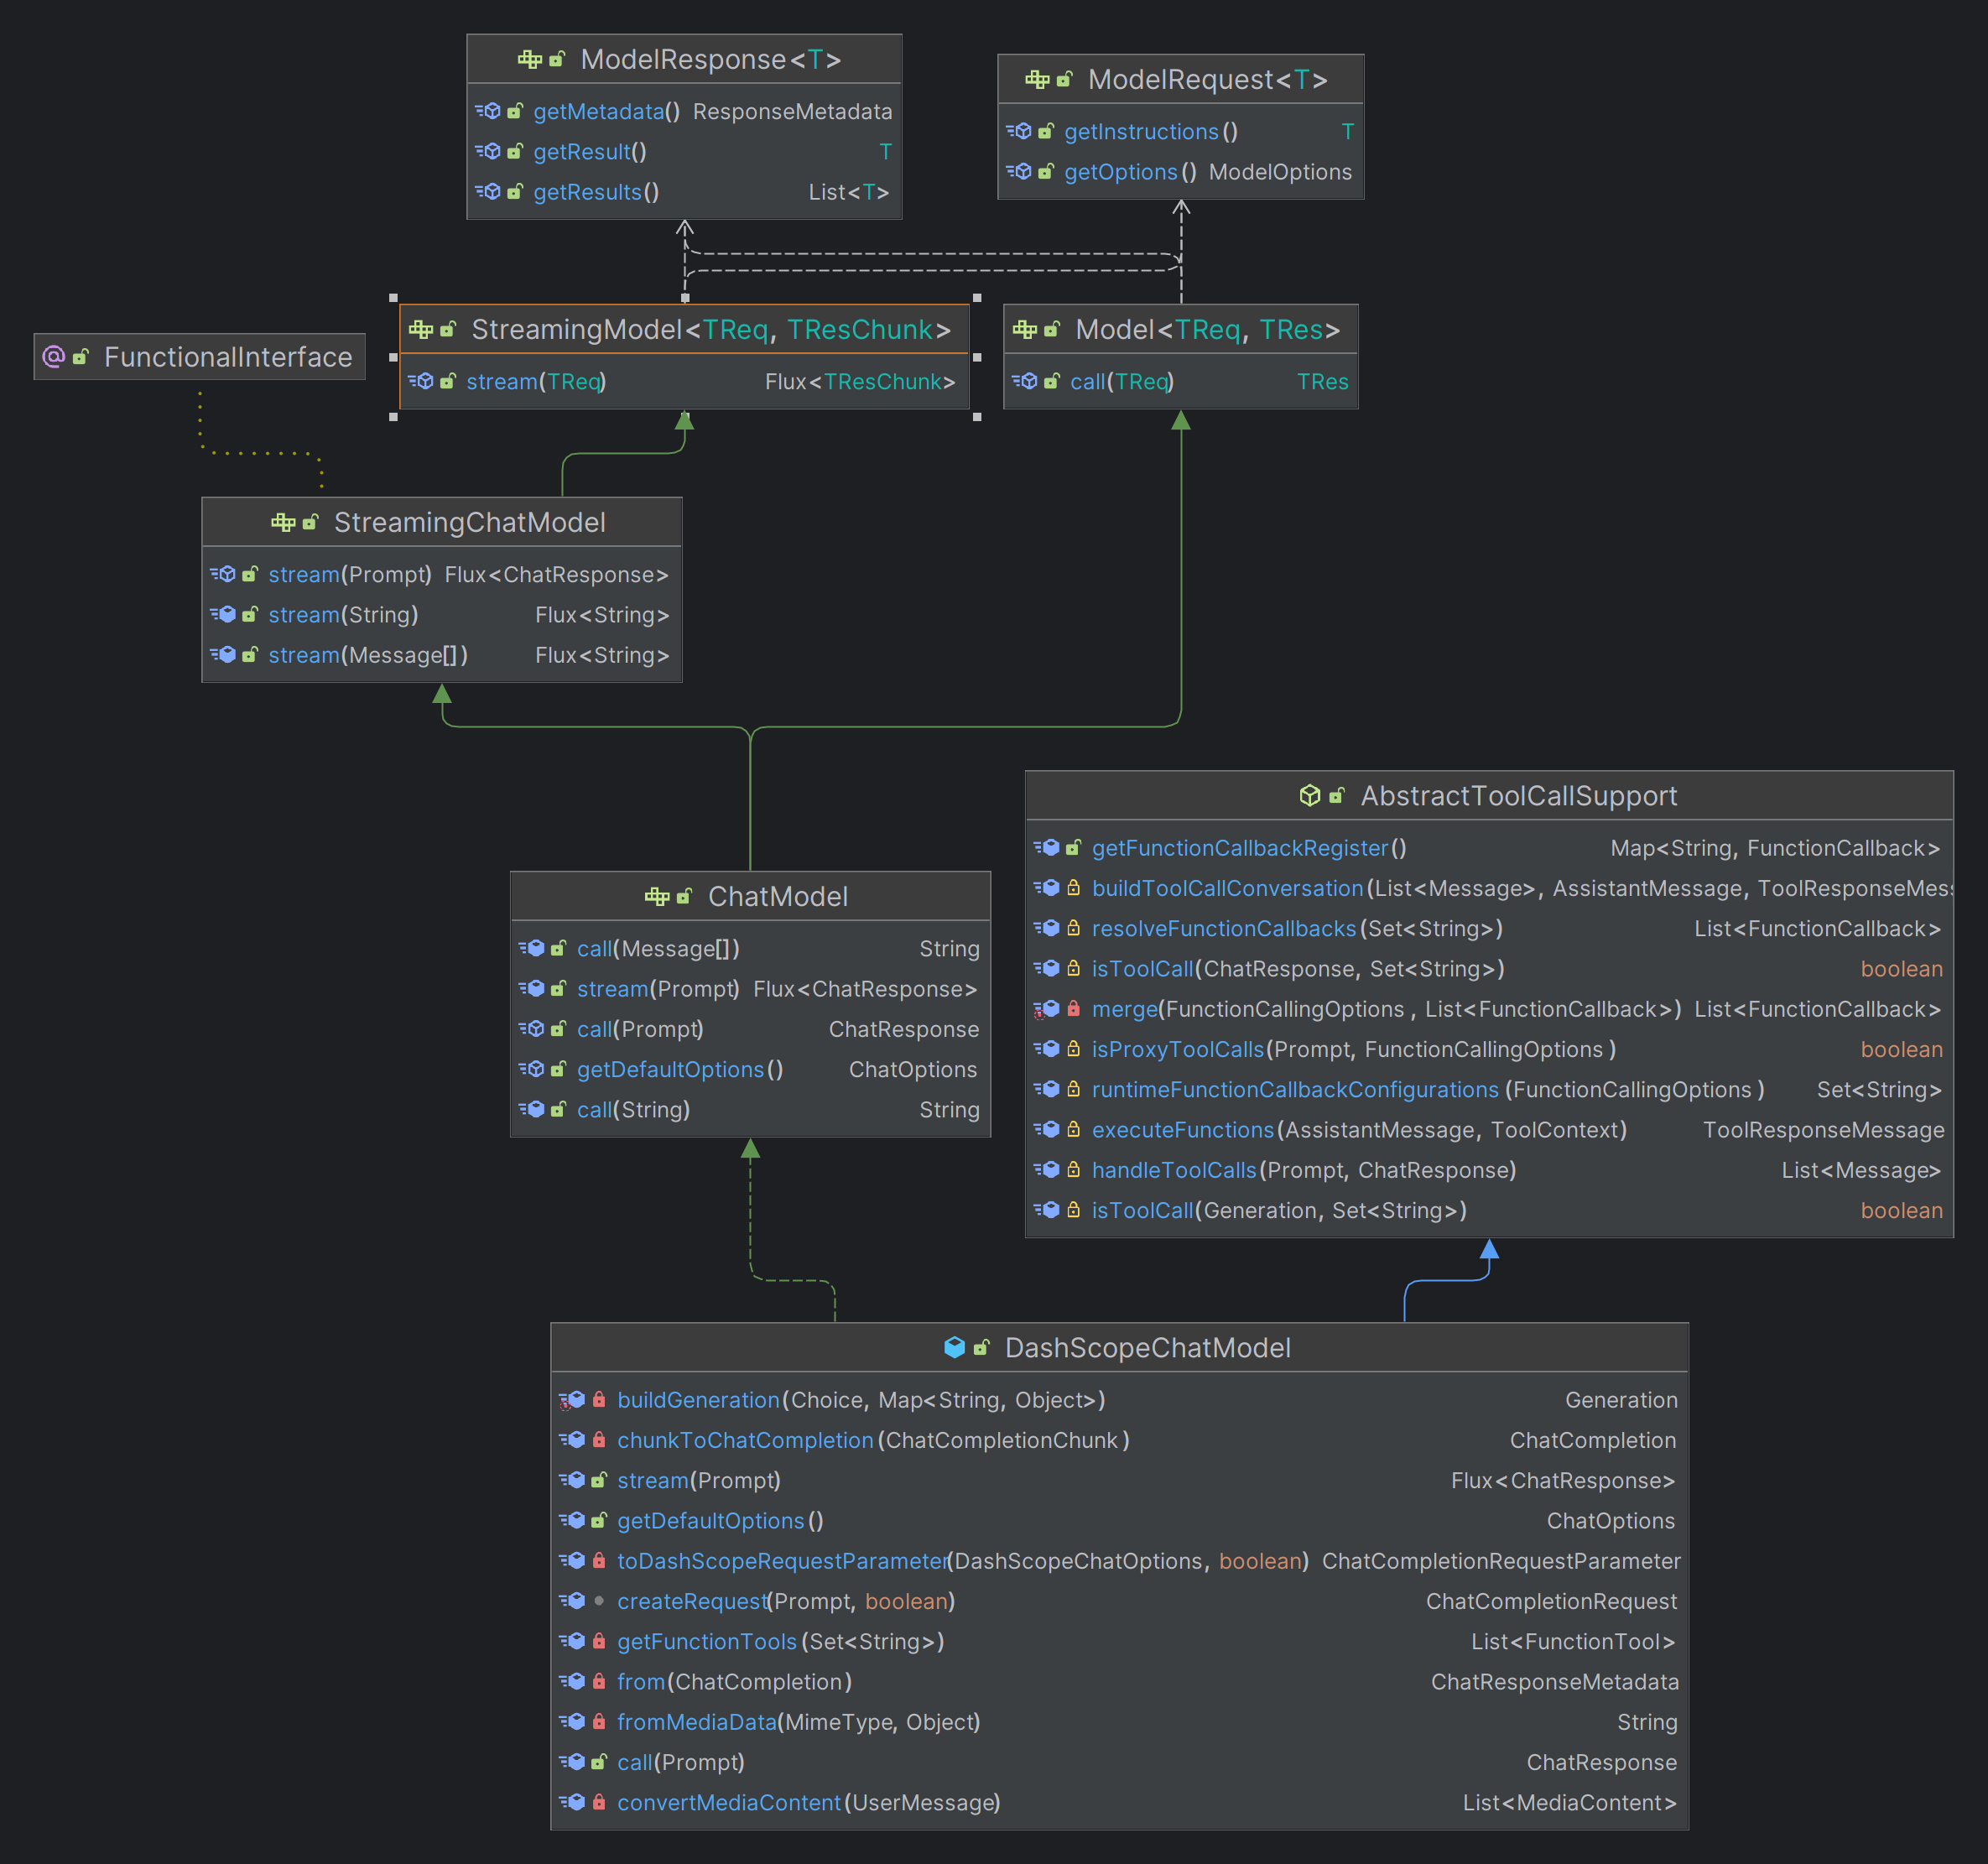 ModelResponse<T>
getMetadata() ResponseMetadata
getResult() T
getResults() List<T>
ModelRequest<T>
getInstructions() T
getOptions() ModelOptions
FunctionalInterface
StreamingModel<TReq, TResChunk>
stream(TReq) Flux<TResChunk>
Model<TReq, TRes>
call(TReq) TRes
StreamingChatModel
stream(Prompt) Flux<ChatResponse>
stream(String) Flux<String>
stream(Message[]) Flux<String>
AbstractToolCallSupport
getFunctionCallbackRegister() Map<String, FunctionCallback>
buildToolCallConversation(List<Message>, AssistantMessage, ToolResponseMess
resolveFunctionCallbacks(Set<String>) List<FunctionCallback>
isToolCall(ChatResponse, Set<String>) boolean
merge(FunctionCallingOptions, List<FunctionCallback>) List<FunctionCallback>
isProxyToolCalls(Prompt, FunctionCallingOptions) boolean
runtimeFunctionCallbackConfigurations(FunctionCallingOptions) Set<String>
executeFunctions(AssistantMessage, ToolContext) ToolResponseMessage
handleToolCalls(Prompt, ChatResponse) List<Message>
isToolCall(Generation, Set<String>) boolean
ChatModel
call(Message[]) String
stream(Prompt) Flux<ChatResponse>
call(Prompt) ChatResponse
getDefaultOptions() ChatOptions
call(String) String
DashScopeChatModel
buildGeneration(Choice, Map<String, Object>) Generation
chunkToChatCompletion(ChatCompletionChunk) ChatCompletion
stream(Prompt) Flux<ChatResponse>
getDefaultOptions() ChatOptions
toDashScopeRequestParameter(DashScopeChatOptions, boolean) ChatCompletionRequestParameter
createRequest(Prompt, boolean) ChatCompletionRequest
getFunctionTools(Set<String>) List<FunctionTool>
from(ChatCompletion) ChatResponseMetadata
fromMediaData(MimeType, Object) String
call(Prompt) ChatResponse
convertMediaContent(UserMessage) List<MediaContent>